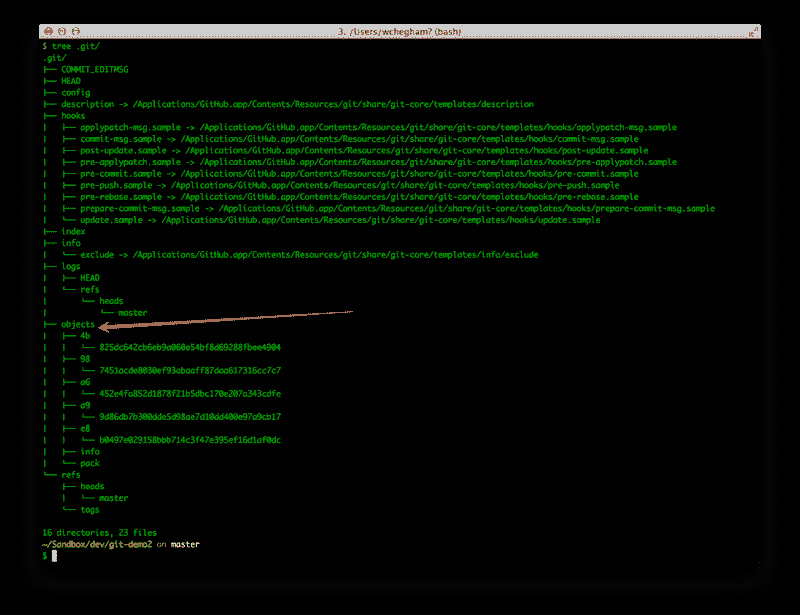 3. /Users/wchegham? (bash)
$ tree .git/
.git/
├── COMMIT_EDITMSG
├── HEAD
├── config
├── description -> /Applications/GitHub.app/Contents/Resources/git/share/git-core/templates/description
├── hooks
│   ├── applypatch-msg.sample -> /Applications/GitHub.app/Contents/Resources/git/share/git-core/templates/hooks/applypatch-msg.sample
│   ├── commit-msg.sample -> /Applications/GitHub.app/Contents/Resources/git/share/git-core/templates/hooks/commit-msg.sample
│   ├── post-update.sample -> /Applications/GitHub.app/Contents/Resources/git/share/git-core/templates/hooks/post-update.sample
│   ├── pre-applypatch.sample -> /Applications/GitHub.app/Contents/Resources/git/share/git-core/templates/hooks/pre-applypatch.sample
│   ├── pre-commit.sample -> /Applications/GitHub.app/Contents/Resources/git/share/git-core/templates/hooks/pre-commit.sample
│   ├── pre-push.sample -> /Applications/GitHub.app/Contents/Resources/git/share/git-core/templates/hooks/pre-push.sample
│   ├── pre-rebase.sample -> /Applications/GitHub.app/Contents/Resources/git/share/git-core/templates/hooks/pre-rebase.sample
│   ├── prepare-commit-msg.sample -> /Applications/GitHub.app/Contents/Resources/git/share/git-core/templates/hooks/prepare-commit-msg.sample
│   └── update.sample -> /Applications/GitHub.app/Contents/Resources/git/share/git-core/templates/hooks/update.sample
├── index
├── info
│   └── exclude -> /Applications/GitHub.app/Contents/Resources/git/share/git-core/templates/info/exclude
├── logs
│   ├── HEAD
│   └── refs
│       └── heads
│           └── master
├── objects
│   ├── 4b
│   │   └── 825dc642cb6eb9a060e54bf8d69288fbee4904
│   ├── 98
│   │   └── 7451acde8030ef93abaaff87daa617316cc7c7
│   ├── a6
│   │   └── 452e4fa852d1878f21b5dbc170e207a343cdfe
│   ├── a9
│   │   └── 9d86db7b300dde5d98ae7d10dd400e97a9cb17
│   ├── e8
│   │   └── b0497e029158bbb714c3f47e395ef16d1af0dc
│   ├── info
│   └── pack
└── refs
    ├── heads
    │   └── master
    └── tags
16 directories, 23 files
~/Sandbox/dev/git-demo2 on master
$